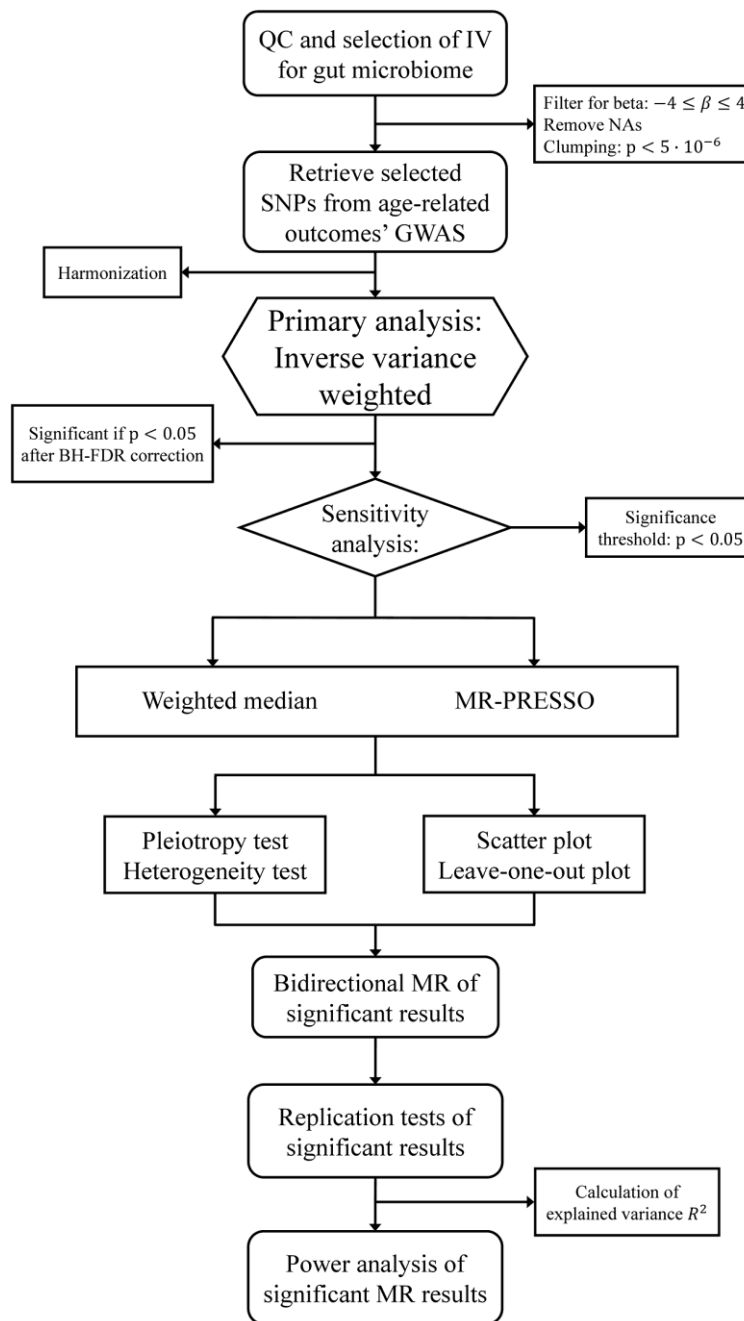 QC and selection of IV
for gut microbiome
Filter for beta: −4 ≤ β ≤ 4
Remove NAs
Clumping: p < 5 · 10⁻⁶
Retrieve selected
SNPs from age-related
outcomes’ GWAS
Harmonization
Primary analysis:
Inverse variance
weighted
Significant if p < 0.05
after BH-FDR correction
Sensitivity
analysis:
Significance
threshold: p < 0.05
Weighted median
MR-PRESSO
Pleiotropy test
Heterogeneity test
Scatter plot
Leave-one-out plot
Bidirectional MR of
significant results
Replication tests of
significant results
Calculation of
explained variance R²
Power analysis of
significant MR results